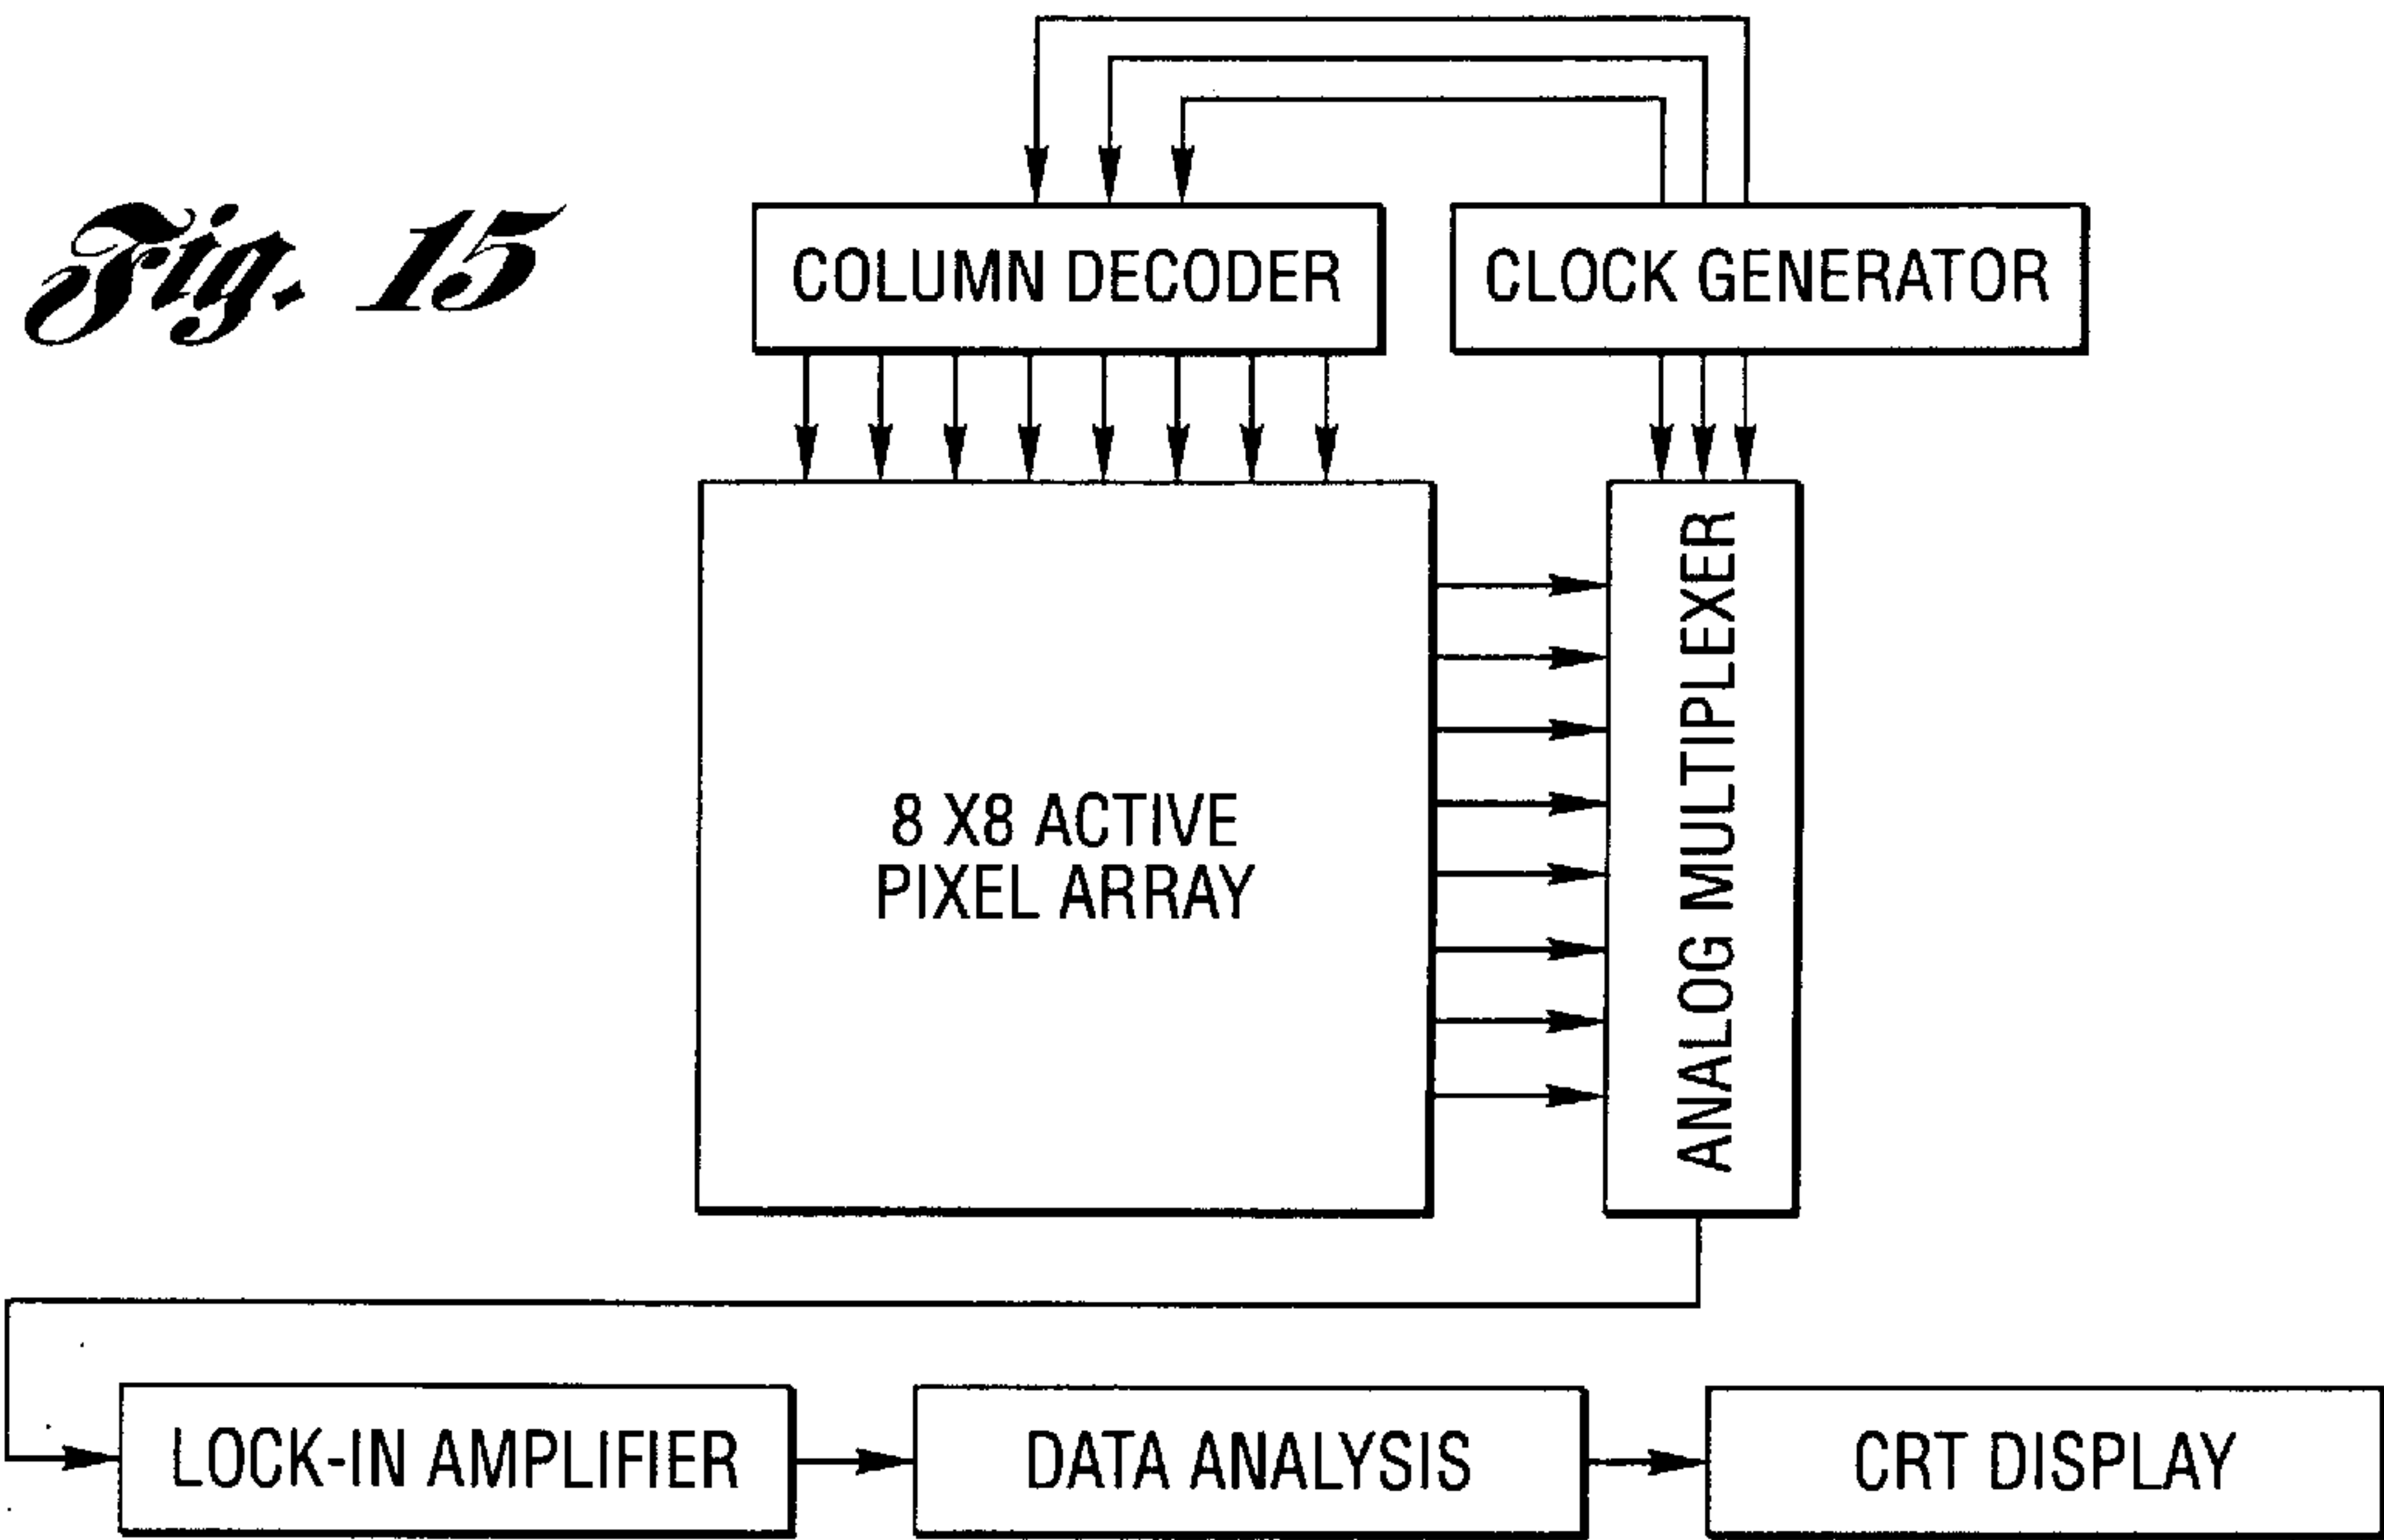 Fig. 15
COLUMN DECODER
CLOCK GENERATOR
8 X8 ACTIVE
PIXEL ARRAY
ANALOG MULTIPLEXER
LOCK-IN AMPLIFIER
DATA ANALYSIS
CRT DISPLAY